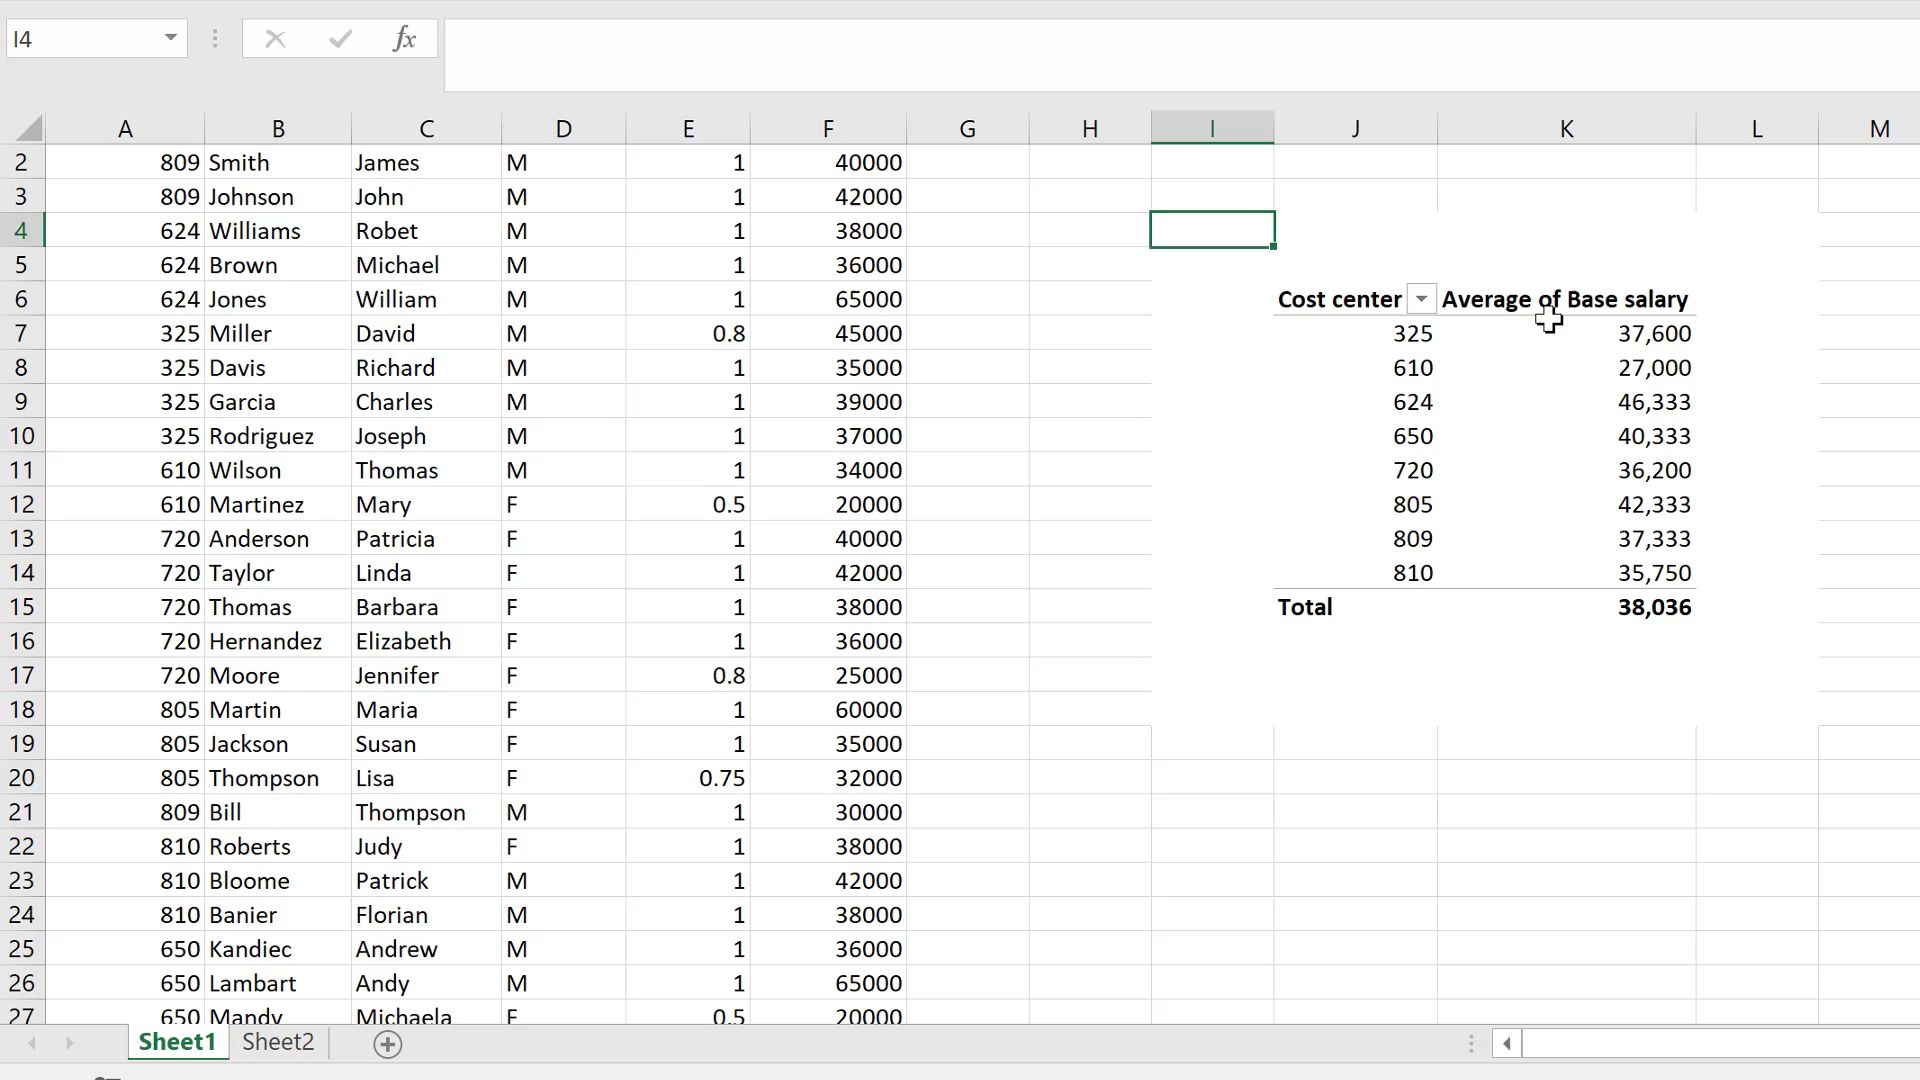 I4 fx
A B C D E F G H I J K L M
2 809 Smith James M 1 40000
3 809 Johnson John M 1 42000
4 624 Williams Robet M 1 38000
5 624 Brown Michael M 1 36000
6 624 Jones William M 1 65000 Cost center Average of Base salary
7 325 Miller David M 0.8 45000 325 37,600
8 325 Davis Richard M 1 35000 610 27,000
9 325 Garcia Charles M 1 39000 624 46,333
10 325 Rodriguez Joseph M 1 37000 650 40,333
11 610 Wilson Thomas M 1 34000 720 36,200
12 610 Martinez Mary F 0.5 20000 805 42,333
13 720 Anderson Patricia F 1 40000 809 37,333
14 720 Taylor Linda F 1 42000 810 35,750
15 720 Thomas Barbara F 1 38000 Total 38,036
16 720 Hernandez Elizabeth F 1 36000
17 720 Moore Jennifer F 0.8 25000
18 805 Martin Maria F 1 60000
19 805 Jackson Susan F 1 35000
20 805 Thompson Lisa F 0.75 32000
21 809 Bill Thompson M 1 30000
22 810 Roberts Judy F 1 38000
23 810 Bloome Patrick M 1 42000
24 810 Banier Florian M 1 38000
25 650 Kandiec Andrew M 1 36000
26 650 Lambart Andy M 1 65000
27 650 Mandy Michaela F 0.5 20000
Sheet1 Sheet2